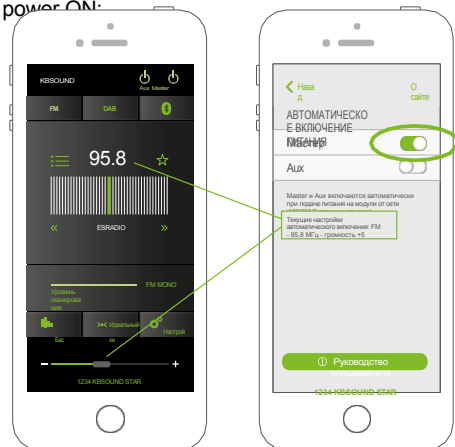 power ON:
KBSOUND
Aux Master
FM DAB
95.8
ESRADIO
FM MONO
Уровень
сканирова
ния
Бас
Идеальный
ки
Настрой
1234 KBSOUND STAR
Наза
д
О
сайте
АВТОМАТИЧЕСКО
Е ВКЛЮЧЕНИЕ
ПИТАНИЯ
Мастер
Aux
Master и Aux включаются автоматически
при подаче питания на модули от сети
Текущие настройки
автоматического включения: FM
- 95,8 МГц - громкость +5
Руководство
пользователя
1234 KBSOUND STAR